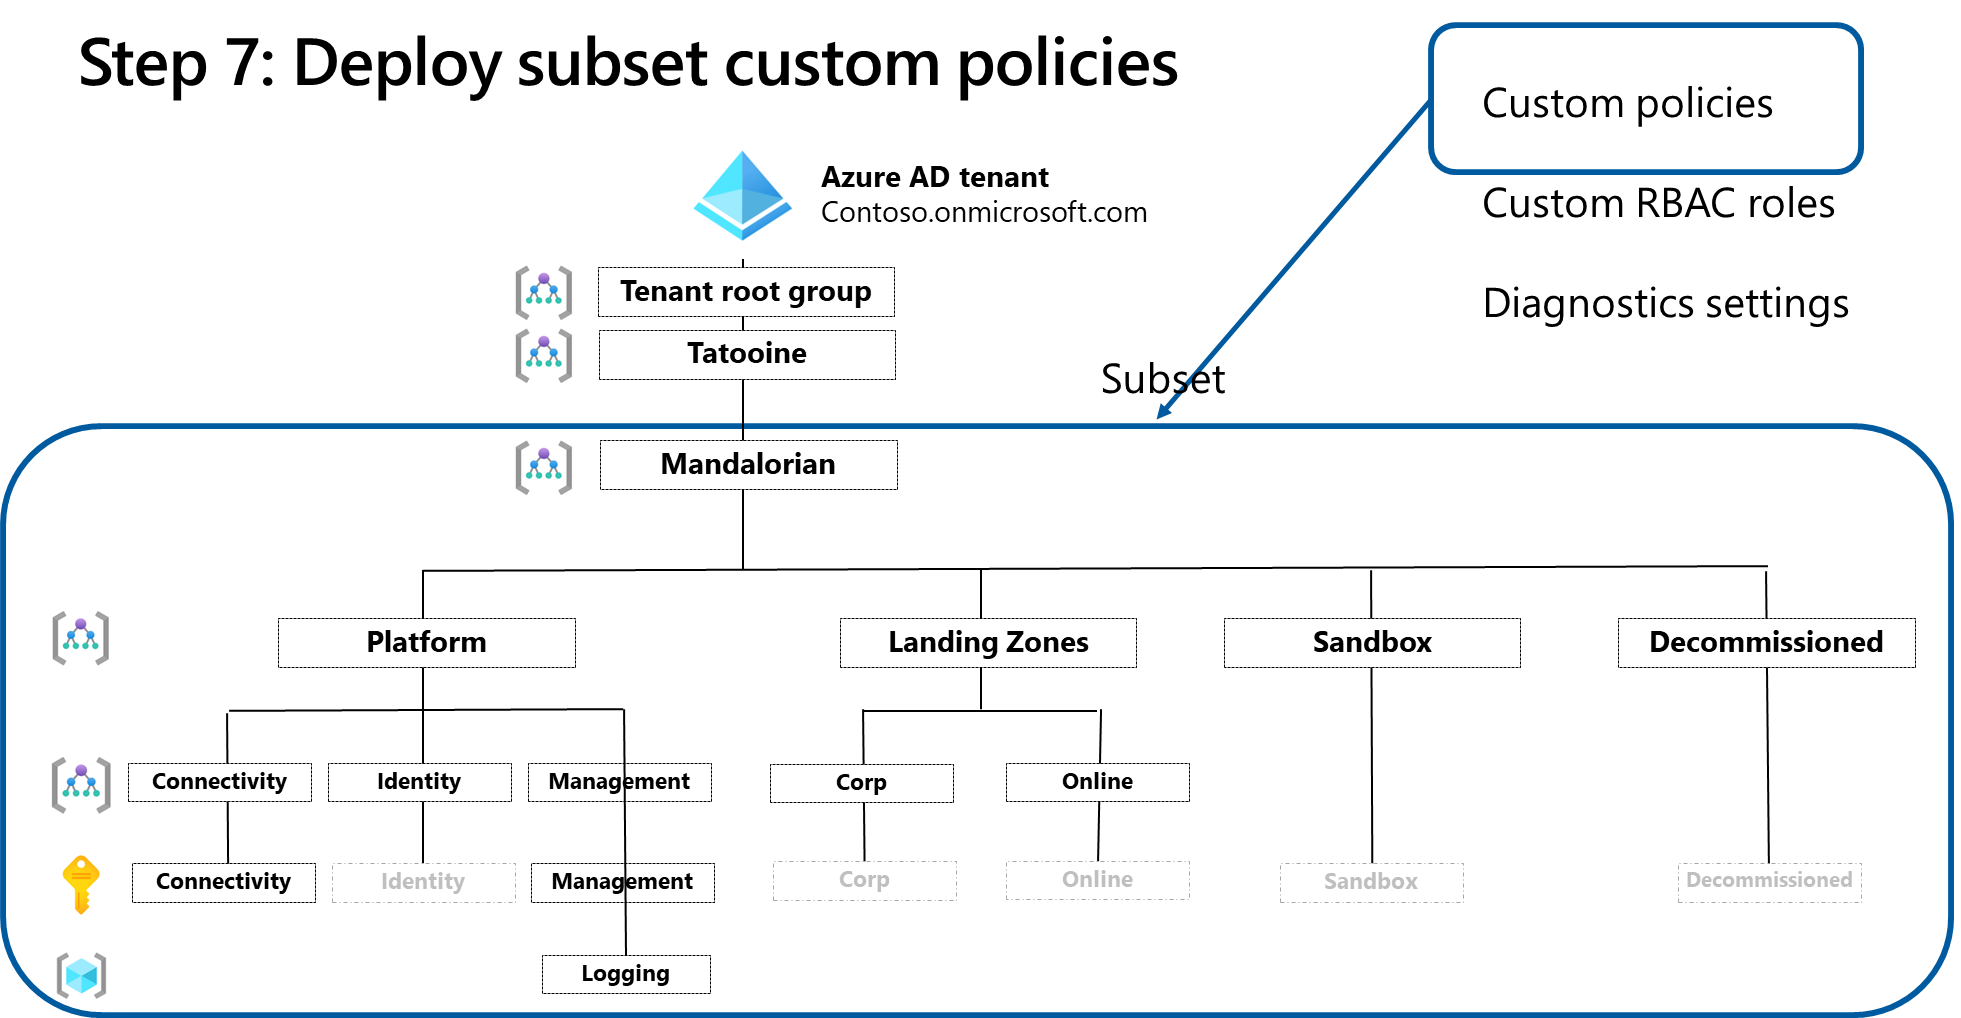 Step 7: Deploy subset custom policies
Custom policies
Custom RBAC roles
Diagnostics settings
Azure AD tenant
Contoso.onmicrosoft.com
Tenant root group
Tatooine
Subset
Mandalorian
Platform
Landing Zones
Sandbox
Decommissioned
Connectivity
Identity
Management
Corp
Online
Connectivity
Identity
Management
Corp
Online
Sandbox
Decommissioned
Logging